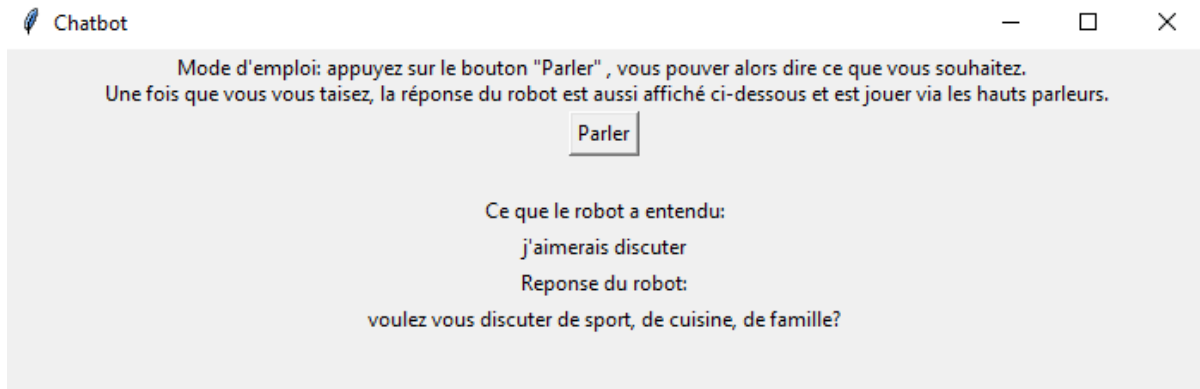 Chatbot
Mode d'emploi: appuyez sur le bouton "Parler" , vous pouver alors dire ce que vous souhaitez.
Une fois que vous vous taisez, la réponse du robot est aussi affiché ci-dessous et est jouer via les hauts parleurs.
Parler
Ce que le robot a entendu:
j'aimerais discuter
Reponse du robot:
voulez vous discuter de sport, de cuisine, de famille?